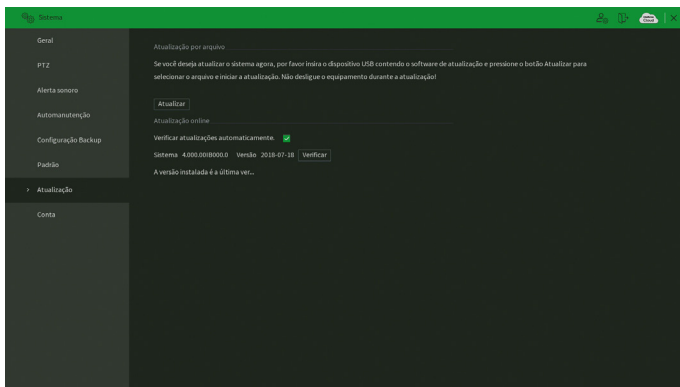 Sistema
Geral
PTZ
Alerta sonoro
Automanutenção
Configuração Backup
Padrão
Atualização
Conta
Atualização por arquivo
Se você deseja atualizar o sistema agora, por favor insira o dispositivo USB contendo o software de atualização e pressione o botão Atualizar para
selecionar o arquivo e iniciar a atualização. Não desligue o equipamento durante a atualização!
Atualizar
Atualização online
Verificar atualizações automaticamente.
Sistema 4.000.00IB000.0 Versão 2018-07-18 Verificar
A versão instalada é a última ver...